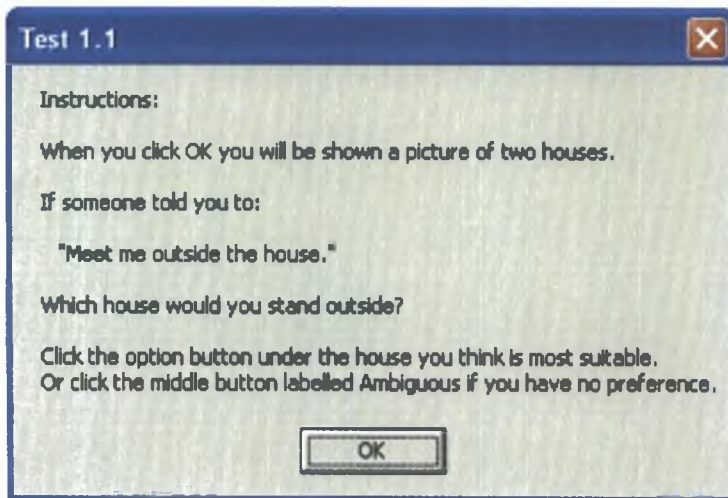 Test 1.1
Instructions:
When you click OK you will be shown a picture of two houses.
If someone told you to:
"Meet me outside the house."
Which house would you stand outside?
Click the option button under the house you think is most suitable.
Or click the middle button labelled Ambiguous if you have no preference.
OK